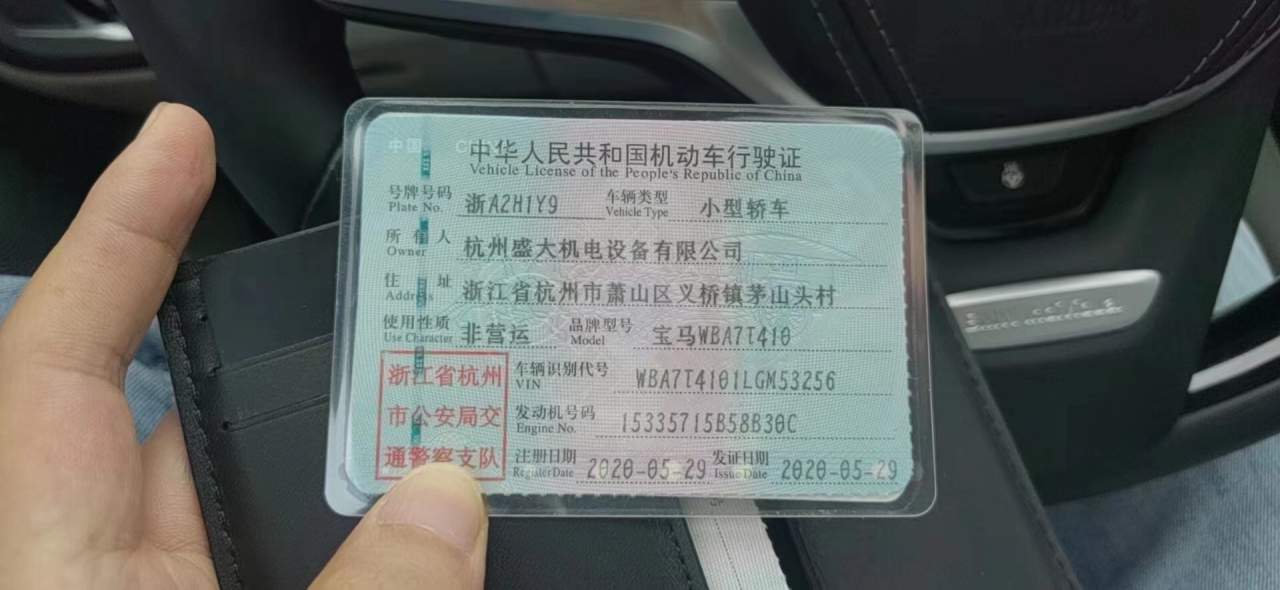 中华人民共和国机动车行驶证
Vehicle License of the People's Republic of China
号牌号码 浙A2H1Y9 车辆类型 小型轿车
Plate No. Vehicle Type
所有人 杭州盛大机电设备有限公司
Owner
住址 浙江省杭州市萧山区义桥镇茅山头村
Address
使用性质 非营运 品牌型号 宝马WBA7T410
Use Character Model
浙江省杭州 车辆识别代号 WBA7T4101LGM53256
VIN
市公安局交 发动机号码 15335715B58B30C
Engine No.
通警察支队 注册日期 2020-05-29 发证日期 2020-05-29
Register Date Issue Date